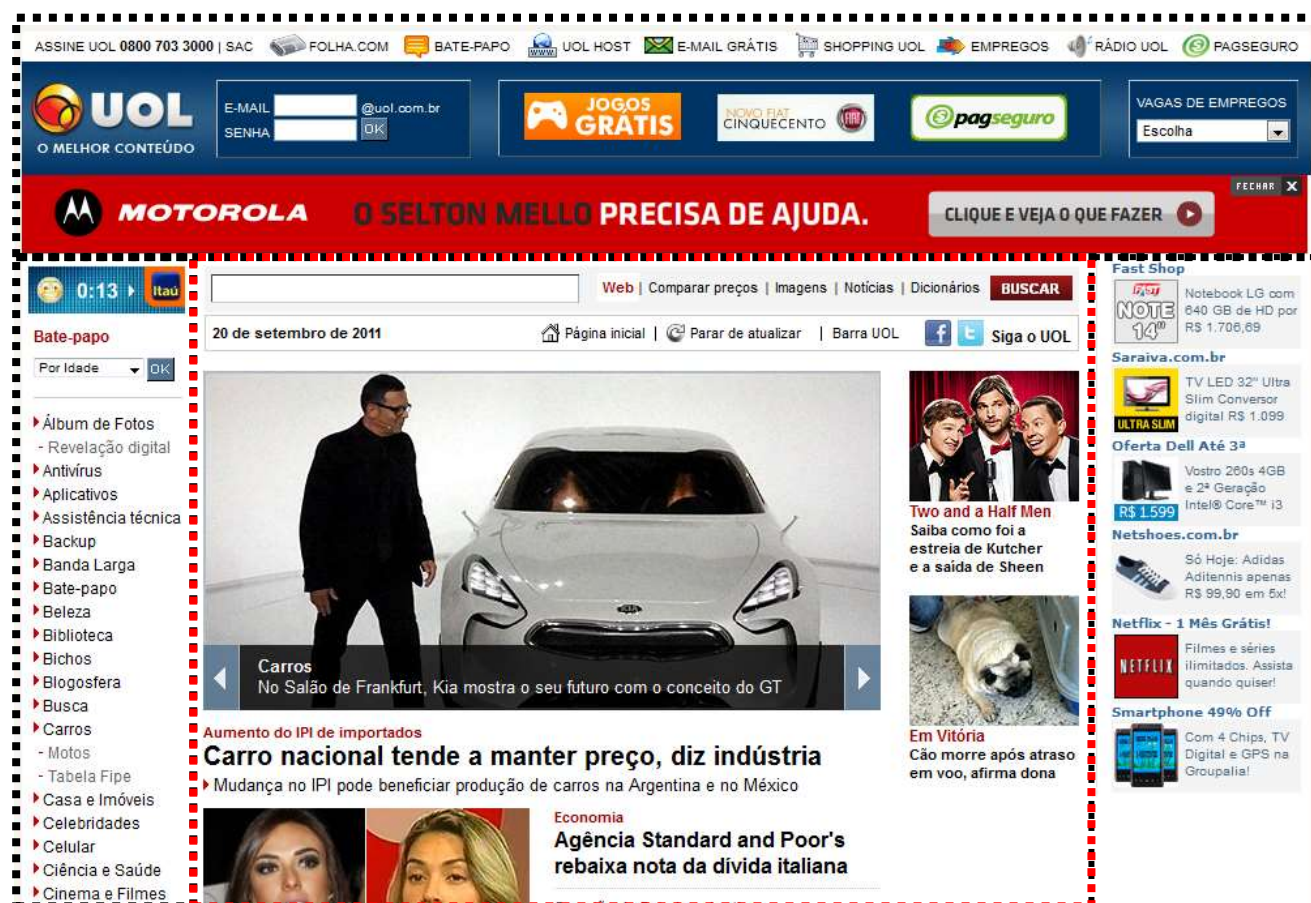 ASSINE UOL 0800 703 3000 | SAC FOLHA.COM BATE-PAPO WWW UOL HOST E-MAIL GRÁTIS SHOPPING UOL EMPREGOS RÁDIO UOL PAGSEGURO
UOL
O MELHOR CONTEÚDO
E-MAIL @uol.com.br
SENHA OK
JOGOS GRÁTIS
NOVO FIAT
CINQUECENTO FIAT
pagseguro
VAGAS DE EMPREGOS
Escolha
FECHAR X
MOTOROLA O SELTON MELLO PRECISA DE AJUDA. CLIQUE E VEJA O QUE FAZER
0:13 Itaú
Bate-papo
Por Idade OK
Álbum de Fotos
- Revelação digital
Antivírus
Aplicativos
Assistência técnica
Backup
Banda Larga
Bate-papo
Beleza
Biblioteca
Bichos
Blogosfera
Busca
Carros
- Motos
- Tabela Fipe
Casa e Imóveis
Celebridades
Celular
Ciência e Saúde
Cinema e Filmes
Web | Comparar preços | Imagens | Notícias | Dicionários BUSCAR
20 de setembro de 2011 Página inicial | Parar de atualizar | Barra UOL Siga o UOL
Carros
No Salão de Frankfurt, Kia mostra o seu futuro com o conceito do GT
Aumento do IPI de importados
Carro nacional tende a manter preço, diz indústria
Mudança no IPI pode beneficiar produção de carros na Argentina e no México
Economia
Agência Standard and Poor's
rebaixa nota da dívida italiana
Two and a Half Men
Saiba como foi a
estreia de Kutcher
e a saída de Sheen
Em Vitória
Cão morre após atraso
em voo, afirma dona
Fast Shop
FAST
NOTE
14"
Notebook LG com
640 GB de HD por
R$ 1.706,69
Saraiva.com.br
ULTRA SLIM
TV LED 32" Ultra
Slim Conversor
digital R$ 1.099
Oferta Dell Até 3ª
R$ 1.599
Vostro 260s 4GB
e 2ª Geração
Intel® Core™ i3
Netshoes.com.br
Só Hoje: Adidas
Aditennis apenas
R$ 99,90 em 5x!
Netflix - 1 Mês Grátis!
NETFLIX
Filmes e séries
ilimitados. Assista
quando quiser!
Smartphone 49% Off
Com 4 Chips, TV
Digital e GPS na
Groupalia!